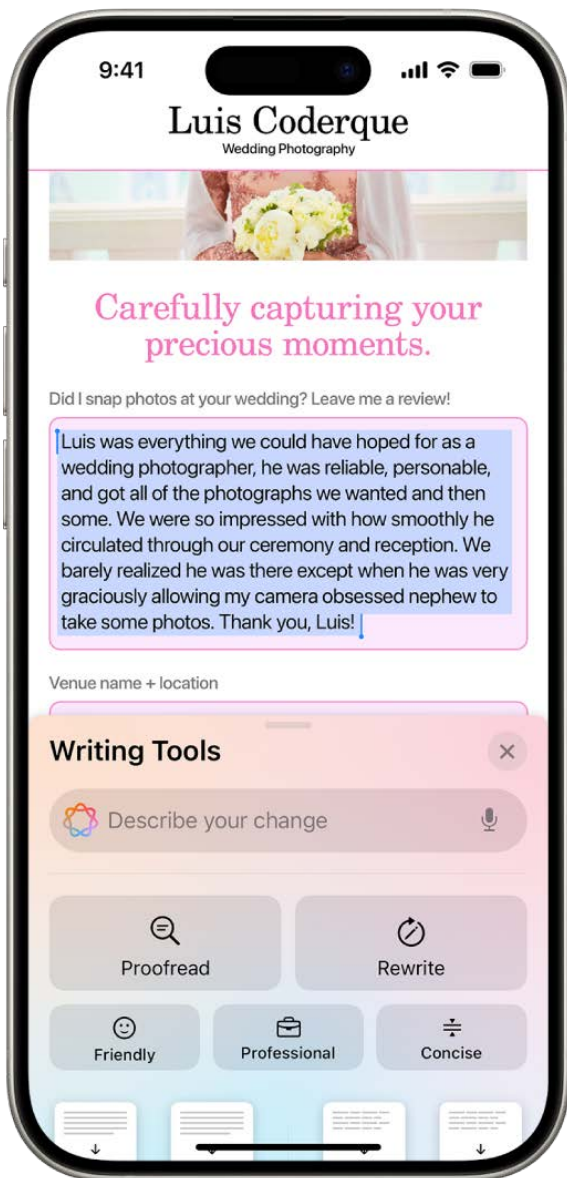 9:41
Luis Coderque
Wedding Photography
Carefully capturing your
precious moments.
Did I snap photos at your wedding? Leave me a review!
Luis was everything we could have hoped for as a
wedding photographer, he was reliable, personable,
and got all of the photographs we wanted and then
some. We were so impressed with how smoothly he
circulated through our ceremony and reception. We
barely realized he was there except when he was very
graciously allowing my camera obsessed nephew to
take some photos. Thank you, Luis!
Venue name + location
Writing Tools
Describe your change
Proofread
Rewrite
Friendly
Professional
Concise